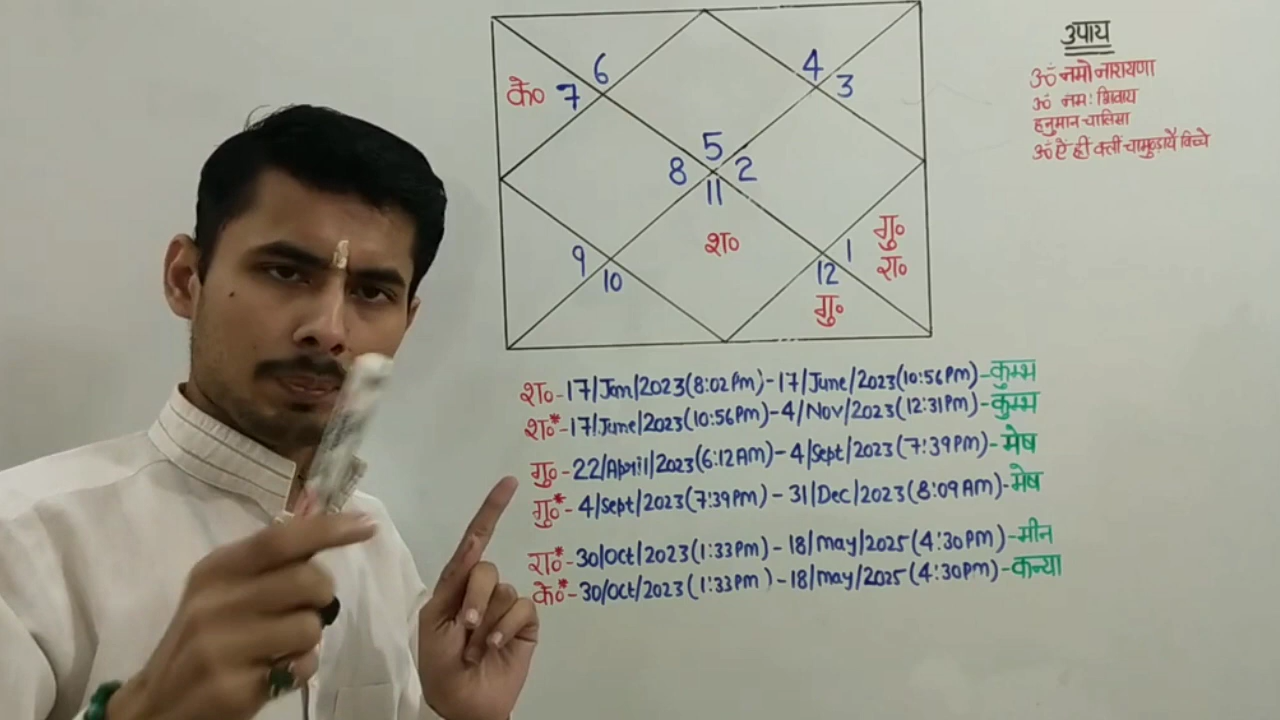 6
4
के० 7
3
5
8 2
11
गु०
श०
1
रा०
9
12
10
गु०
उपाय
ॐ नमो नारायणा
ॐ नमः शिवाय
हनुमान चालिसा
ॐ ऐं ह्रीं क्लीं चामुण्डायै विच्चे
श०-17/Jan/2023(8:02Pm)-17/June/2023(10:56Pm)-कुम्भ
श०*-17/June/2023(10:56Pm)-4/Nov/2023(12:31Pm)-कुम्भ
गु०-22/April/2023(6:12Am)-4/Sept/2023(7:39Pm)-मेष
गु०*-4/Sept/2023(7:39Pm)-31/Dec/2023(8:09Am)-मेष
रा०*-30/Oct/2023(1:33Pm)-18/may/2025(4:30Pm)-मीन
के०*-30/Oct/2023(1:33Pm)-18/may/2025(4:30Pm)-कन्या